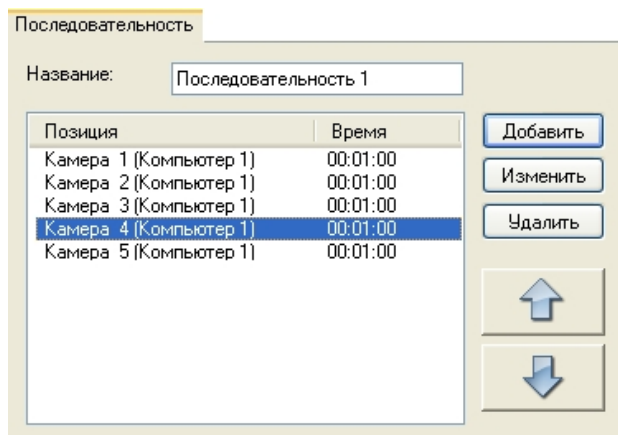 Последовательность
Название: Последовательность 1
Позиция Время Добавить
Камера 1 (Компьютер 1) 00:01:00
Камера 2 (Компьютер 1) 00:01:00 Изменить
Камера 3 (Компьютер 1) 00:01:00
Камера 4 (Компьютер 1) 00:01:00 Удалить
Камера 5 (Компьютер 1) 00:01:00